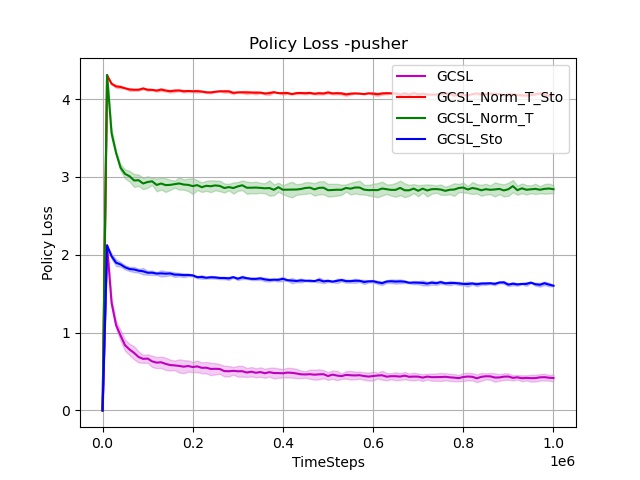 Policy Loss -pusher
GCSL
GCSL_Norm_T_Sto
GCSL_Norm_T
GCSL_Sto
Policy Loss
4
3
2
1
0
0.0
0.2
0.4
0.6
0.8
1.0
1e6
TimeSteps